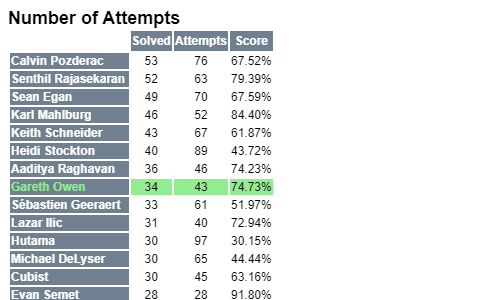 Number of Attempts
Solved Attempts Score
Calvin Pozderac 53 76 67.52%
Senthil Rajasekaran 52 63 79.39%
Sean Egan 49 70 67.59%
Karl Mahlburg 46 52 84.40%
Keith Schneider 43 67 61.87%
Heidi Stockton 40 89 43.72%
Aaditya Raghavan 36 46 74.23%
Gareth Owen 34 43 74.73%
Sébastien Geeraert 33 61 51.97%
Lazar Ilic 31 40 72.94%
Hutama 30 97 30.15%
Michael DeLyser 30 65 44.44%
Cubist 30 45 63.16%
Evan Semet 28 28 91.80%